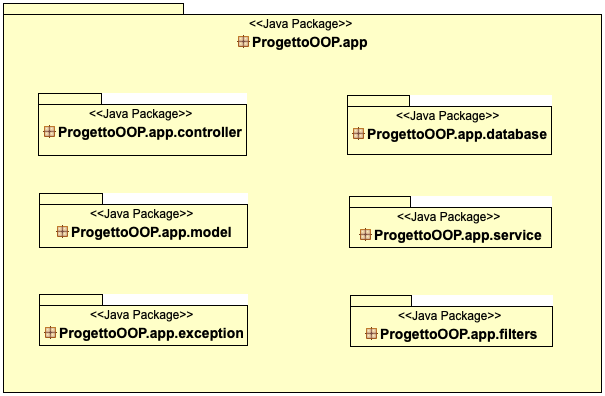 <<Java Package>>
ProgettoOOP.app
<<Java Package>>
ProgettoOOP.app.controller
<<Java Package>>
ProgettoOOP.app.database
<<Java Package>>
ProgettoOOP.app.model
<<Java Package>>
ProgettoOOP.app.service
<<Java Package>>
ProgettoOOP.app.exception
<<Java Package>>
ProgettoOOP.app.filters